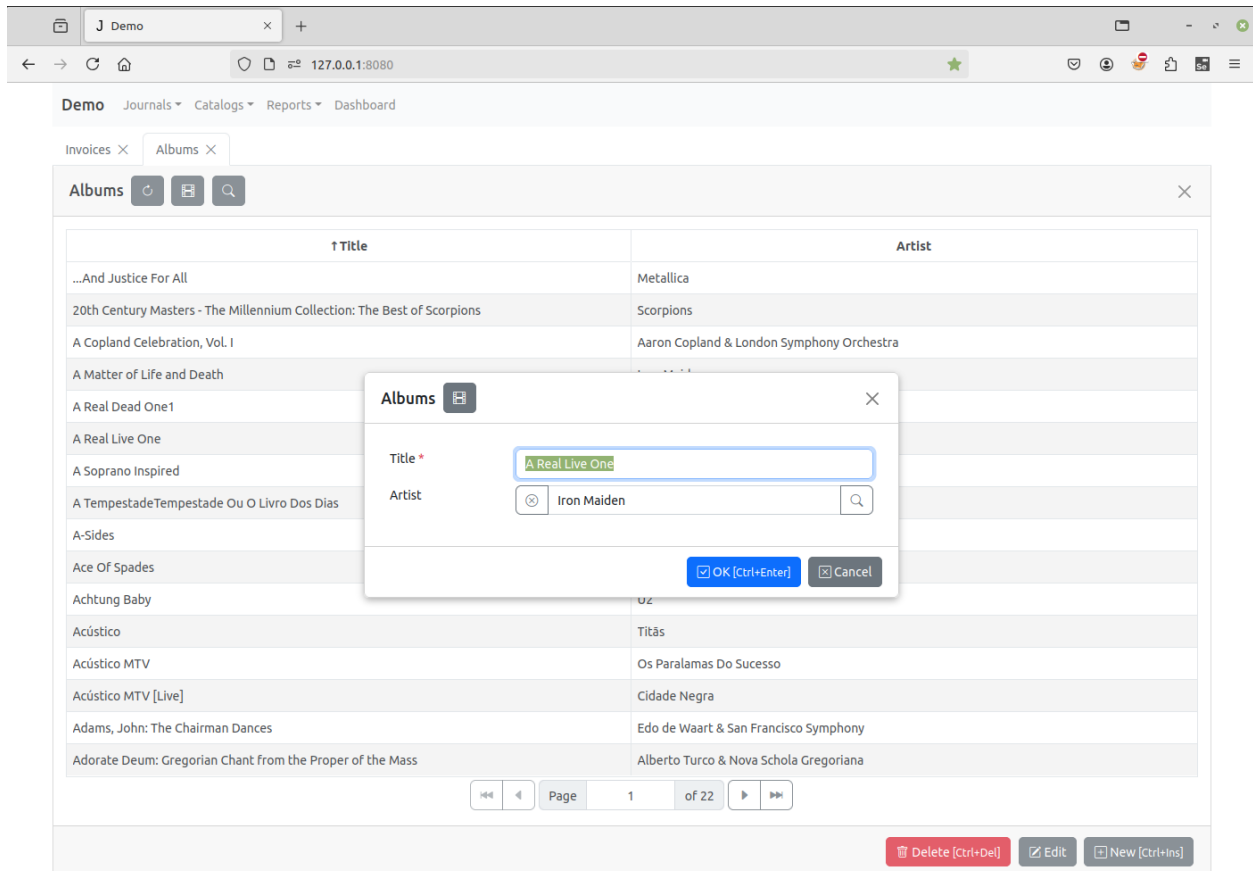 J Demo
127.0.0.1:8080
Se
Demo Journals Catalogs Reports Dashboard
Invoices Albums
Albums
↑Title Artist
...And Justice For All Metallica
20th Century Masters - The Millennium Collection: The Best of Scorpions Scorpions
A Copland Celebration, Vol. I Aaron Copland & London Symphony Orchestra
A Matter of Life and Death
A Real Dead One1
A Real Live One
A Soprano Inspired
A TempestadeTempestade Ou O Livro Dos Dias
A-Sides
Ace Of Spades
Achtung Baby U2
Acústico Titãs
Acústico MTV Os Paralamas Do Sucesso
Acústico MTV [Live] Cidade Negra
Adams, John: The Chairman Dances Edo de Waart & San Francisco Symphony
Adorate Deum: Gregorian Chant from the Proper of the Mass Alberto Turco & Nova Schola Gregoriana
Albums
Title *
A Real Live One
Artist
Iron Maiden
OK [Ctrl+Enter] Cancel
Page 1 of 22
Delete [Ctrl+Del] Edit New [Ctrl+Ins]